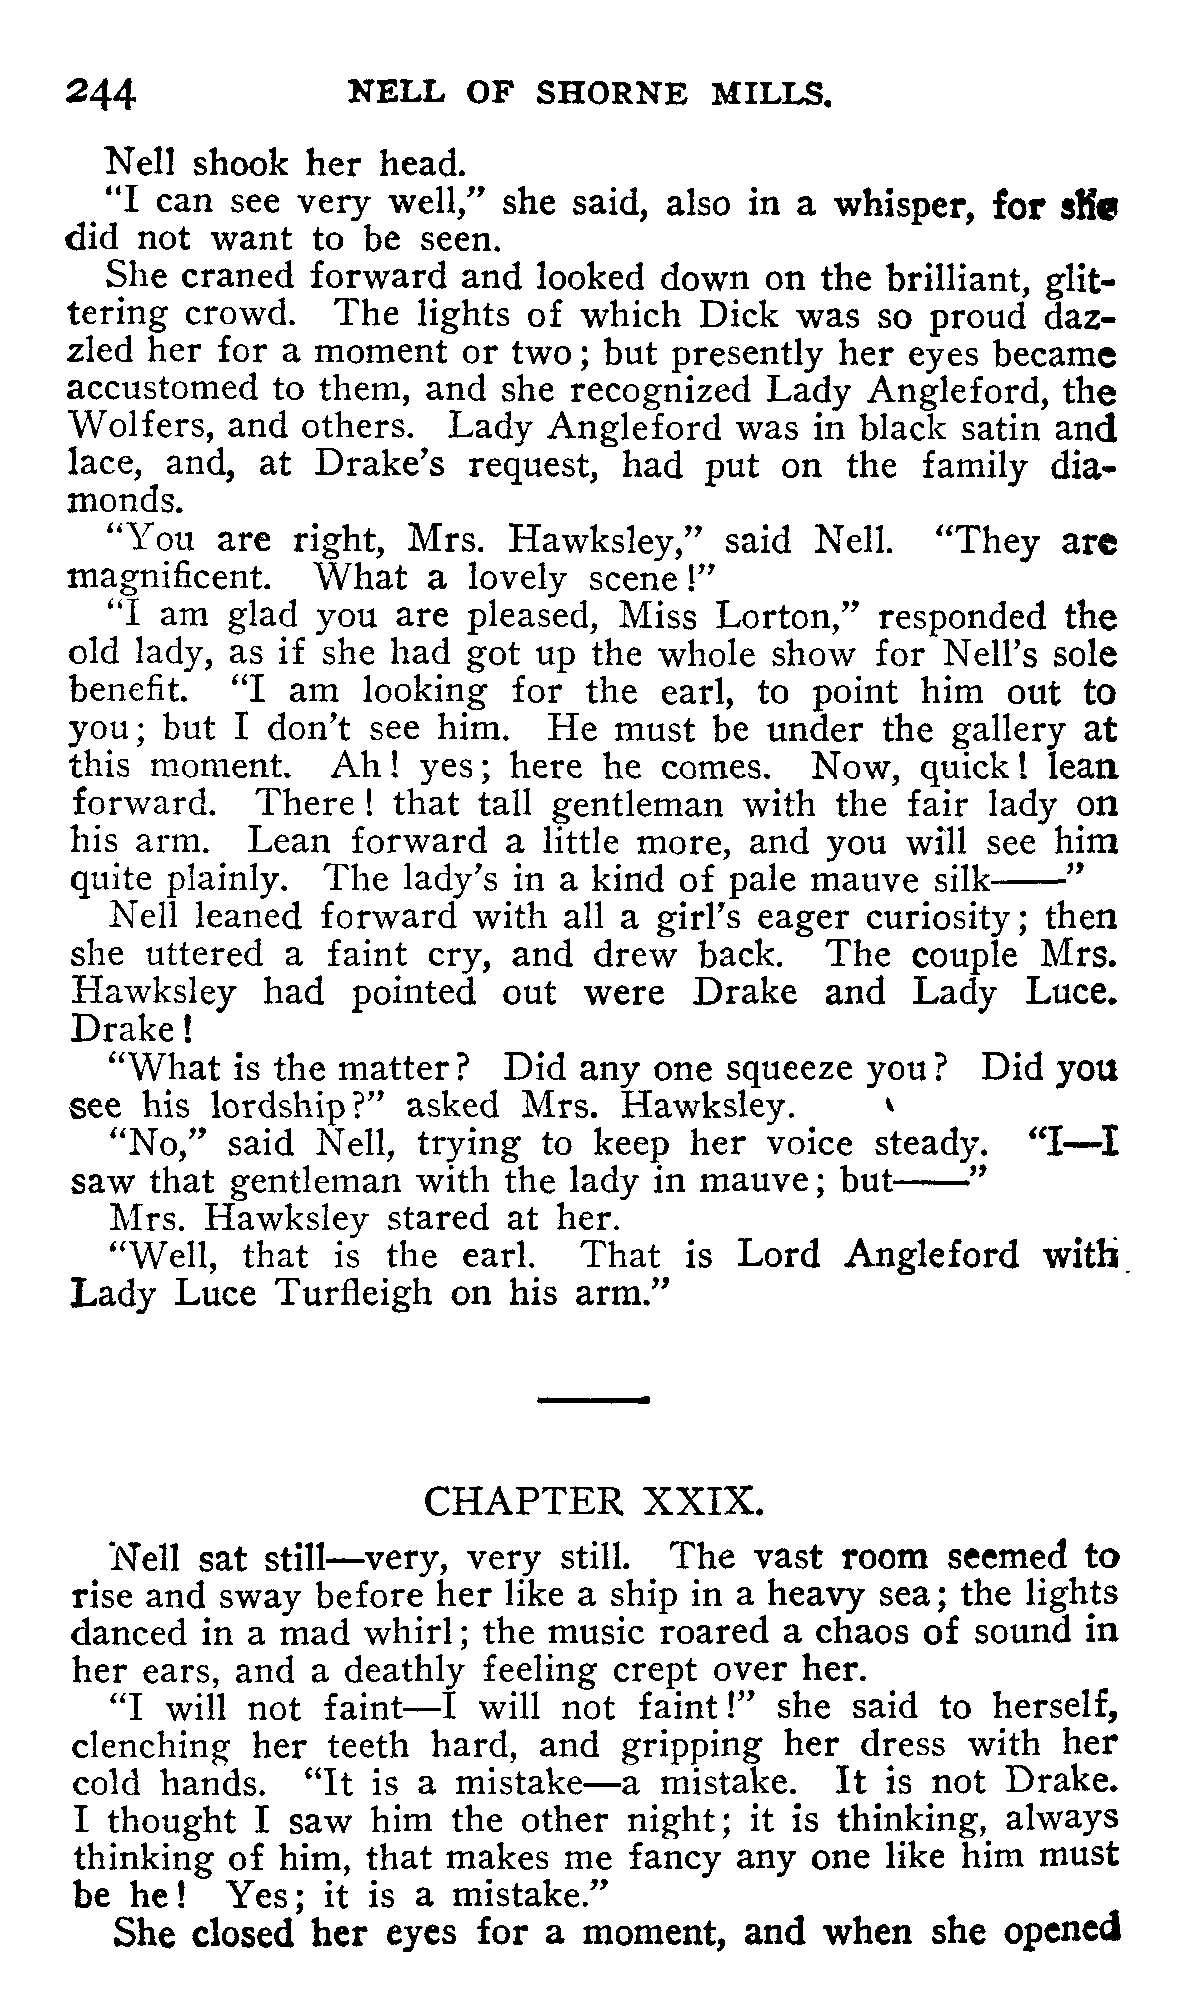 244 NELL OF SHORNE MILLS.
Nell shook her head.
“I can see very well,” she said, also in a whisper, for she
did not want to be seen.
She craned forward and looked down on the brilliant, glit-
tering crowd. The lights of which Dick was so proud daz-
zled her for a moment or two; but presently her eyes became
accustomed to them, and she recognized Lady Angleford, the
Wolfers, and others. Lady Angleford was in black satin and
lace, and, at Drake’s request, had put on the family dia-
monds.
“You are right, Mrs. Hawksley,” said Nell. “They are
magnificent. What a lovely scene!”
“I am glad you are pleased, Miss Lorton,” responded the
old lady, as if she had got up the whole show for Nell’s sole
benefit. “I am looking for the earl, to point him out to
you; but I don’t see him. He must be under the gallery at
this moment. Ah! yes; here he comes. Now, quick! lean
forward. There! that tall gentleman with the fair lady on
his arm. Lean forward a little more, and you will see him
quite plainly. The lady’s in a kind of pale mauve silk——”
Nell leaned forward with all a girl’s eager curiosity; then
she uttered a faint cry, and drew back. The couple Mrs.
Hawksley had pointed out were Drake and Lady Luce.
Drake!
“What is the matter? Did any one squeeze you? Did you
see his lordship?” asked Mrs. Hawksley.
“No,” said Nell, trying to keep her voice steady. “I—I
saw that gentleman with the lady in mauve; but——”
Mrs. Hawksley stared at her.
“Well, that is the earl. That is Lord Angleford with
Lady Luce Turfleigh on his arm.”
CHAPTER XXIX.
Nell sat still—very, very still. The vast room seemed to
rise and sway before her like a ship in a heavy sea; the lights
danced in a mad whirl; the music roared a chaos of sound in
her ears, and a deathly feeling crept over her.
“I will not faint—I will not faint!” she said to herself,
clenching her teeth hard, and gripping her dress with her
cold hands. “It is a mistake—a mistake. It is not Drake.
I thought I saw him the other night; it is thinking, always
thinking of him, that makes me fancy any one like him must
be he! Yes; it is a mistake.”
She closed her eyes for a moment, and when she opened